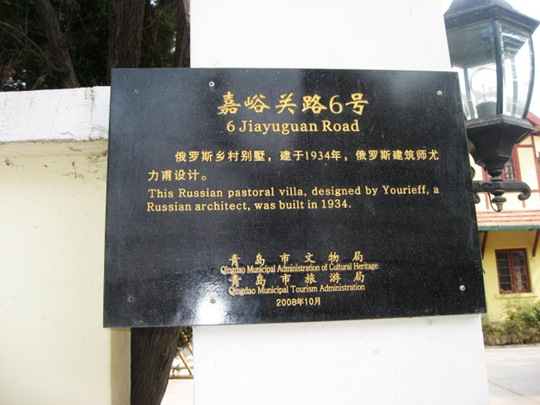 嘉峪关路6号
6 Jiayuguan Road
俄罗斯乡村别墅，建于1934年，俄罗斯建筑师尤
力甫设计。
This Russian pastoral villa, designed by Yourieff, a
Russian architect, was built in 1934.
青岛市文物局
Qingdao Municipal Administration of Cultural Heritage
青岛市旅游局
Qingdao Municipal Tourism Administration
2008年10月